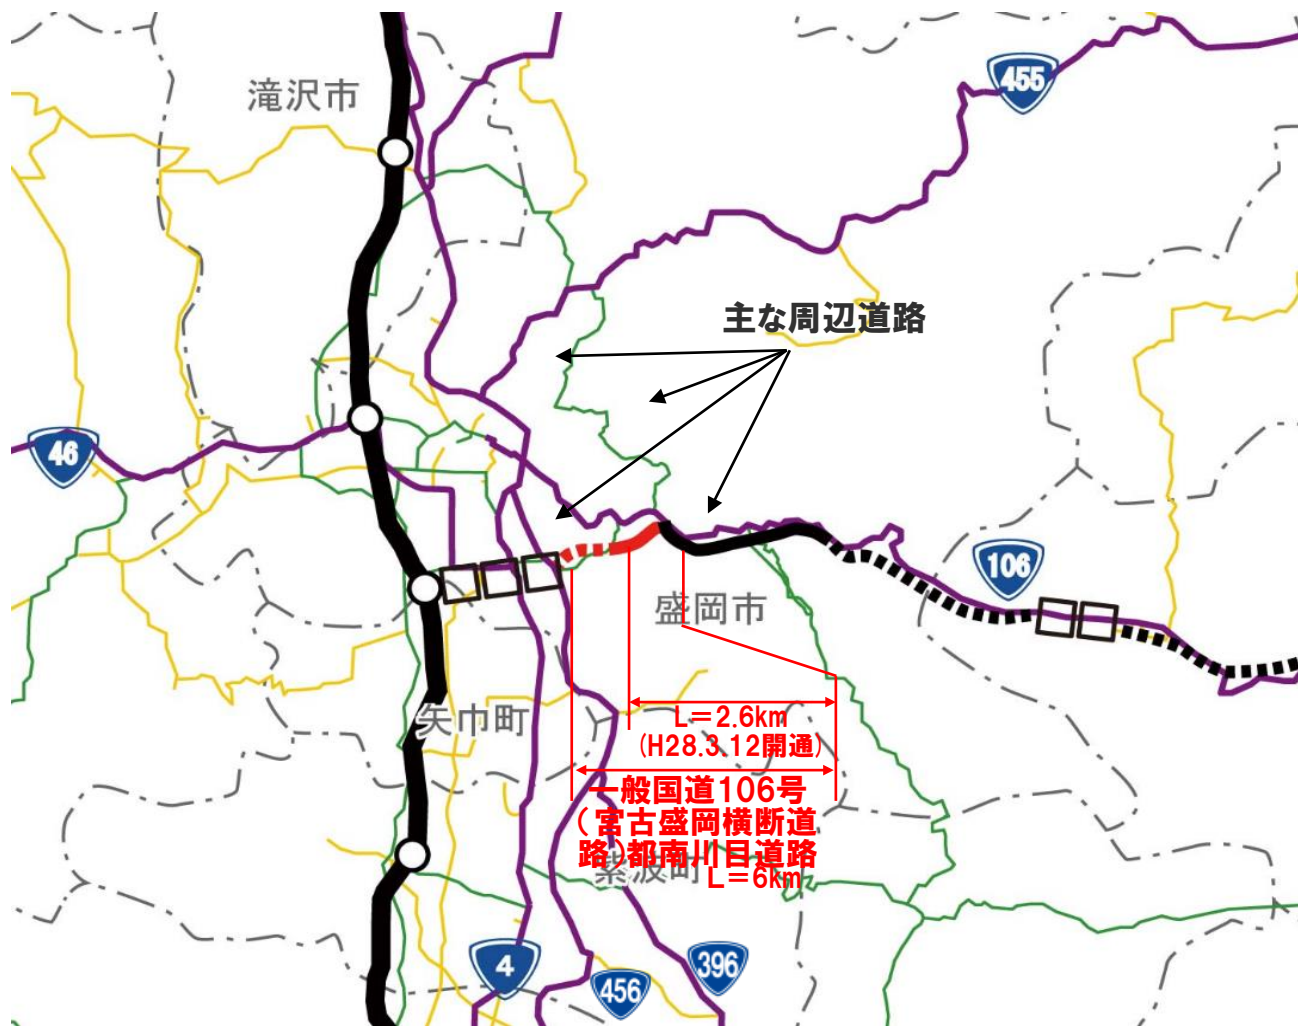 滝沢市
455
主な周辺道路
46
106
盛岡市
矢巾町
L=2.6km
(H28.3.12開通)
一般国道106号
(宮古盛岡横断道
路)都南川目道路
紫波町
L=6km
4
456
396